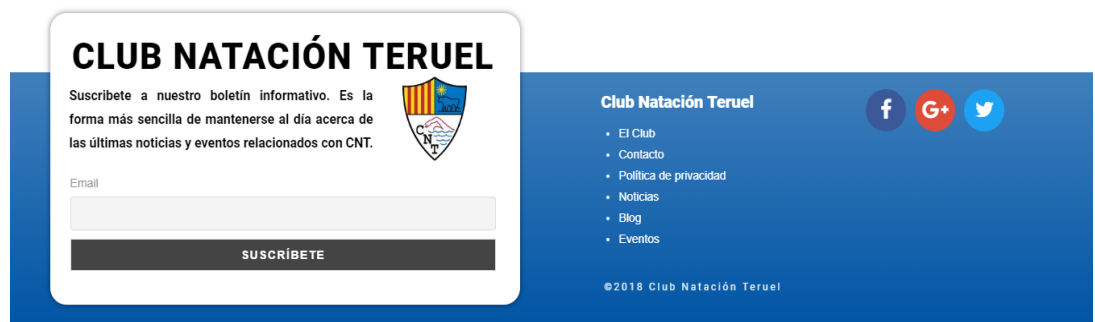 CLUB NATACIÓN TERUEL
Suscribete a nuestro boletín informativo. Es la
forma más sencilla de mantenerse al día acerca de
las últimas noticias y eventos relacionados con CNT.
CNT
Email
SUSCRÍBETE
Club Natación Teruel
• El Club
• Contacto
• Política de privacidad
• Noticias
• Blog
• Eventos
©2018 Club Natación Teruel
f
G+